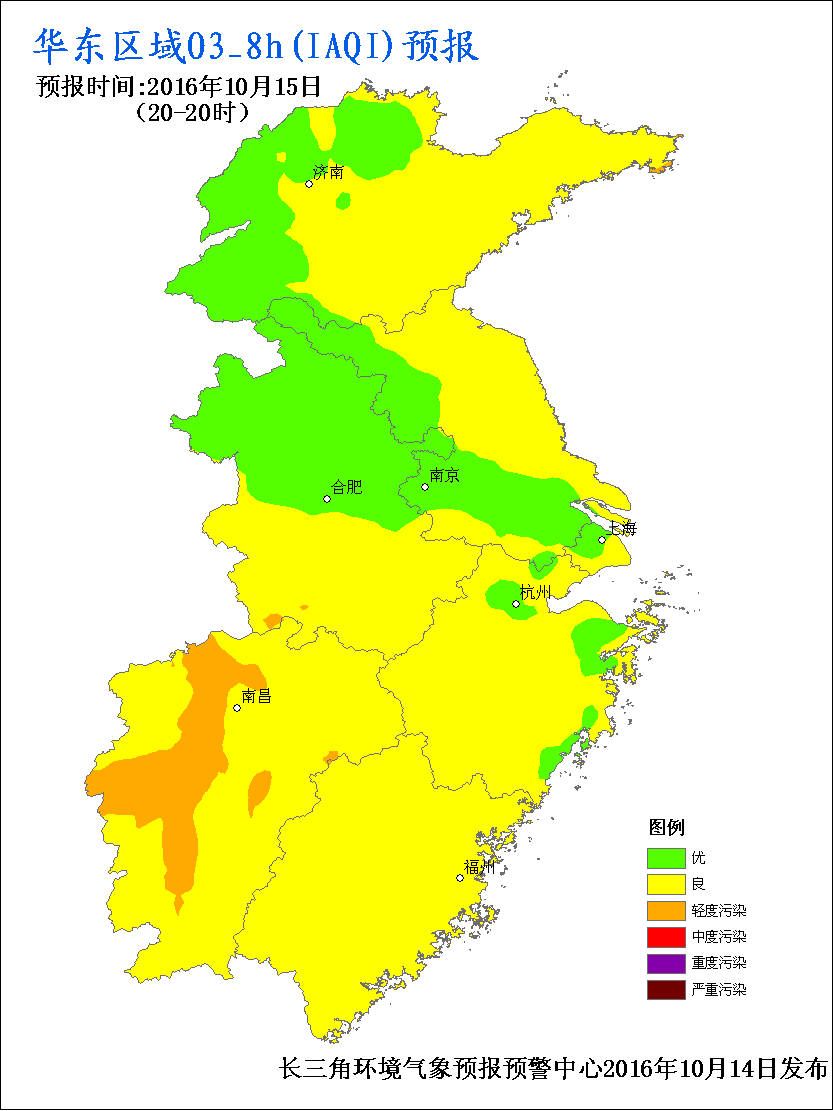 华东区域O3_8h(IAQI)预报
预报时间:2016年10月15日
（20-20时）
济南
合肥
南京
上海
杭州
南昌
福州
图例
优
良
轻度污染
中度污染
重度污染
严重污染
长三角环境气象预报预警中心2016年10月14日发布